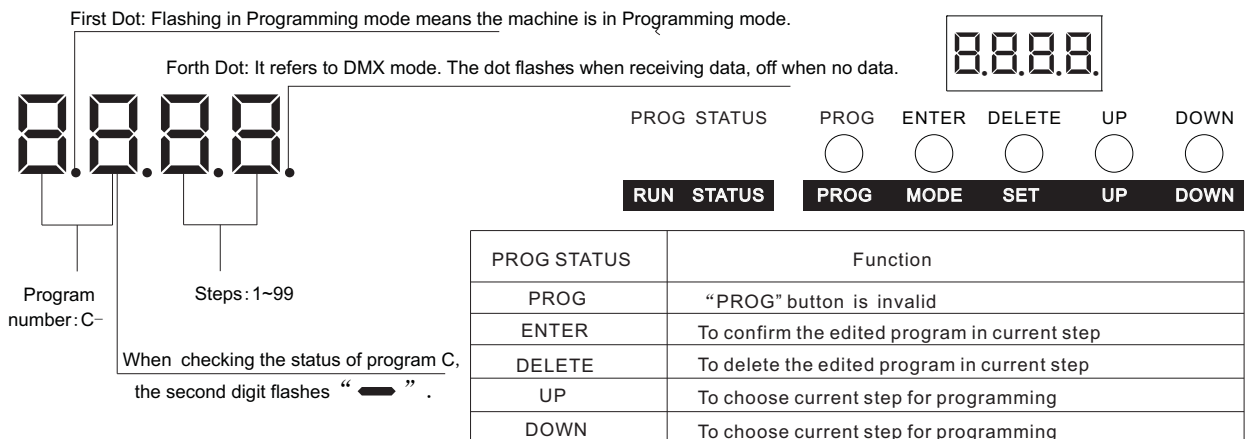 First Dot: Flashing in Programming mode means the machine is in Programming mode.
Forth Dot: It refers to DMX mode. The dot flashes when receiving data, off when no data.
8.8.8.8.
8.8.8.8.
PROG STATUS PROG ENTER DELETE UP DOWN
RUN STATUS PROG MODE SET UP DOWN
Program
number: C-
Steps: 1~99
When checking the status of program C,
the second digit flashes “ ▬ ” .
PROG STATUS Function
PROG “PROG” button is invalid
ENTER To confirm the edited program in current step
DELETE To delete the edited program in current step
UP To choose current step for programming
DOWN To choose current step for programming